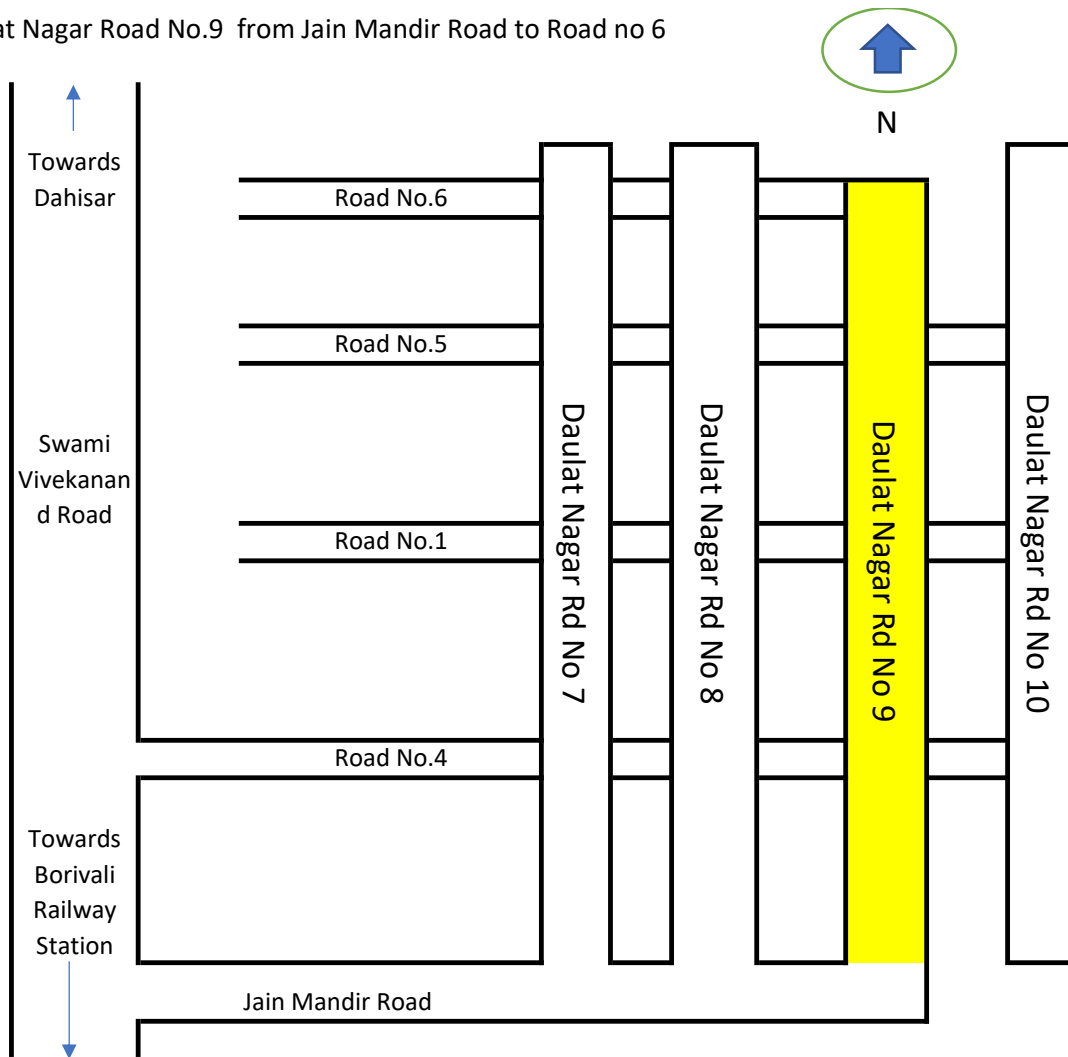 at Nagar Road No.9 from Jain Mandir Road to Road no 6
N
Towards
Dahisar
Road No.6
Road No.5
Swami
Vivekanan
d Road
Road No.1
Daulat Nagar Rd No 7
Daulat Nagar Rd No 8
Daulat Nagar Rd No 9
Daulat Nagar Rd No 10
Road No.4
Towards
Borivali
Railway
Station
Jain Mandir Road